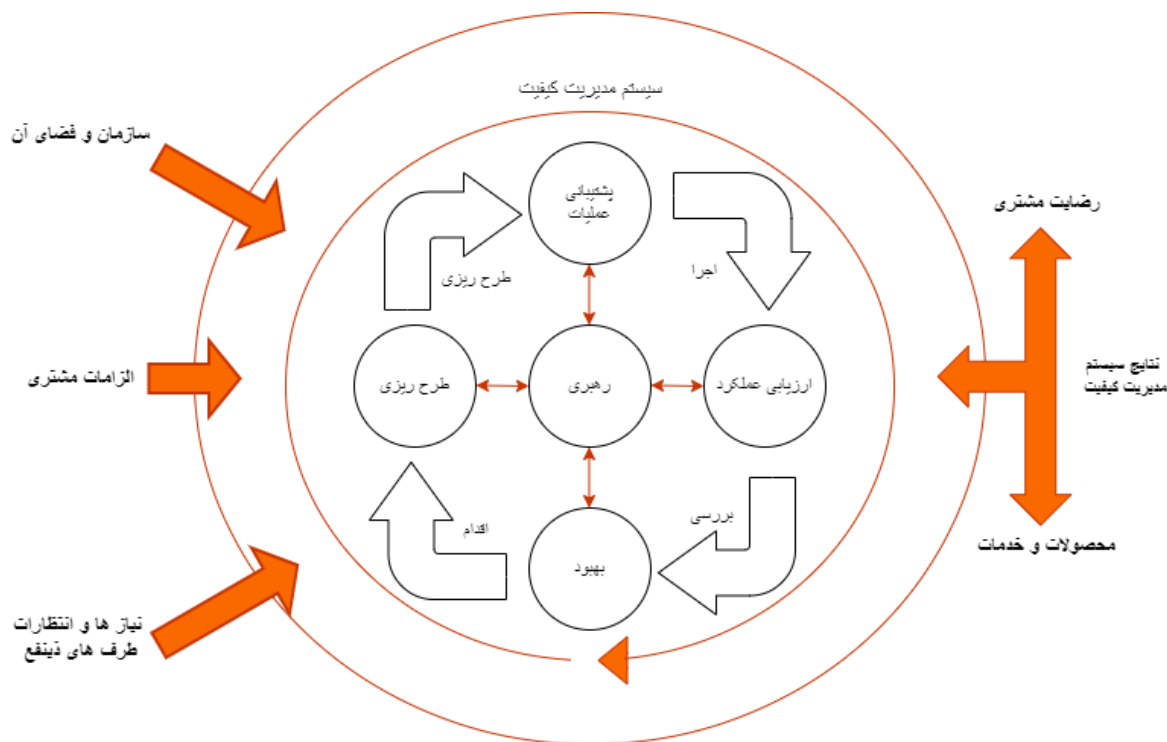 سیستم مدیریت کیفیت
سازمان و فضای آن
پشتیبانی
عملیات
رضایت مشتری
طرح ریزی
اجرا
الزامات مشتری
طرح ریزی
رهبری
ارزیابی عملکرد
نتایج سیستم
مدیریت کیفیت
اقدام
بررسی
بهبود
محصولات و خدمات
نیاز ها و انتظارات
طرف های ذینفع